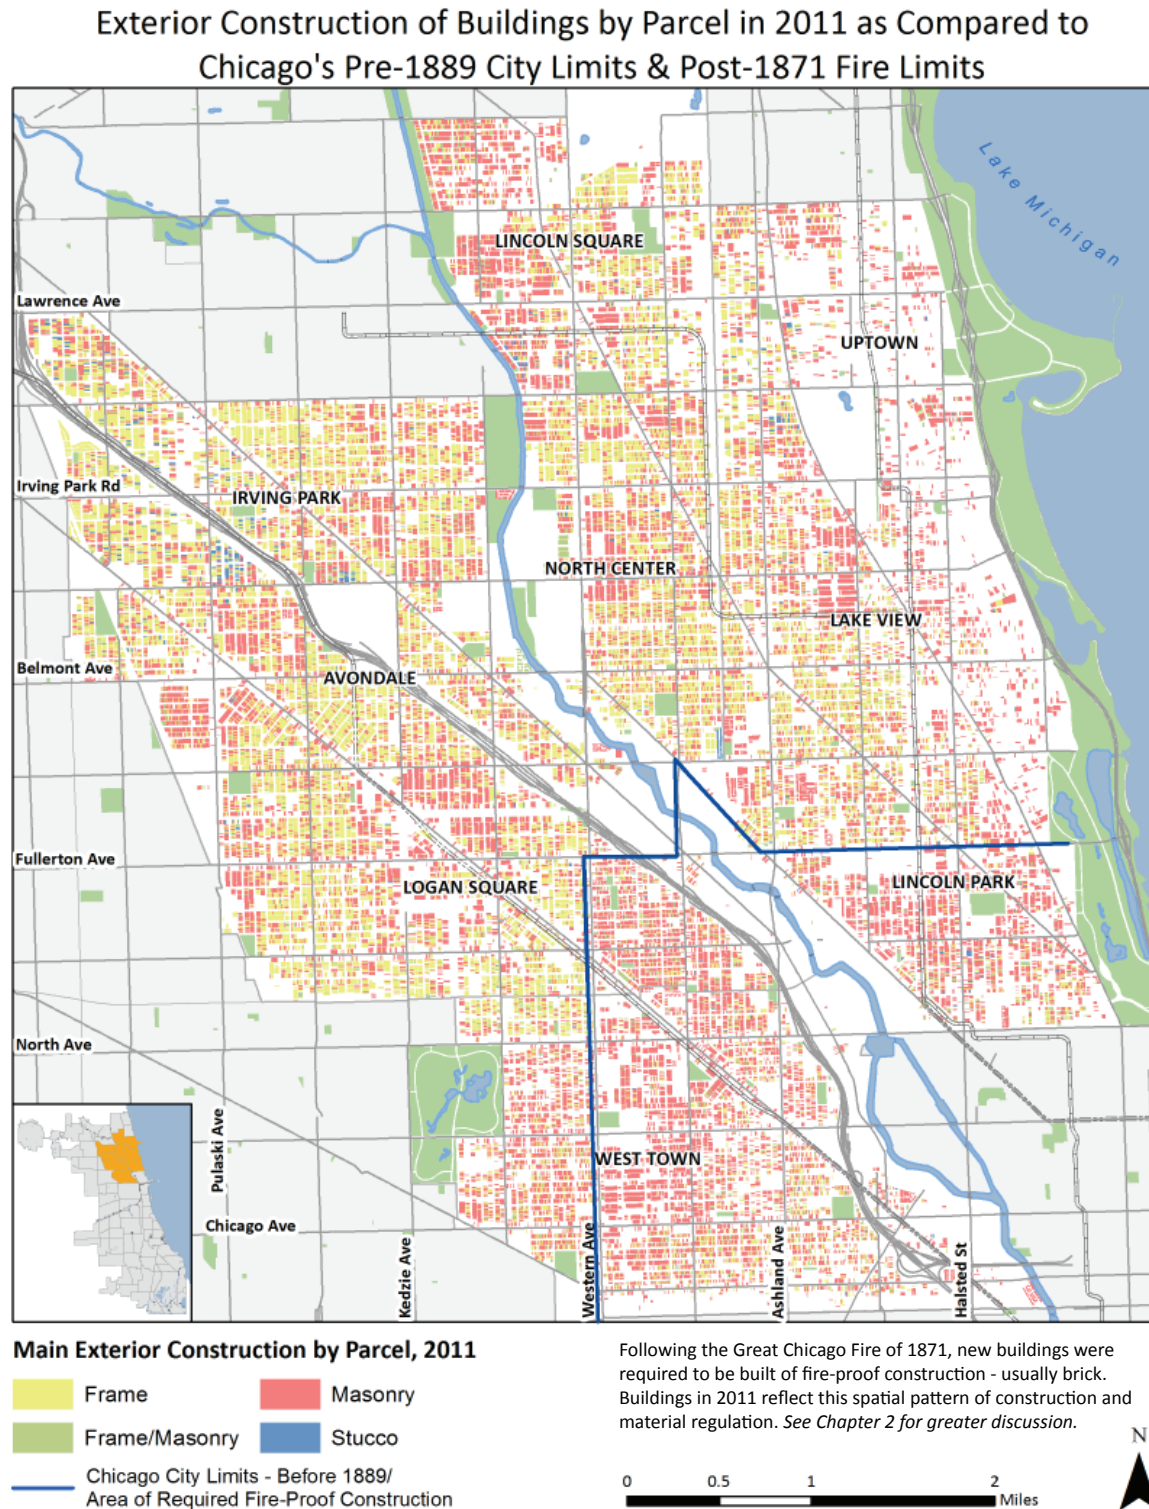 Exterior Construction of Buildings by Parcel in 2011 as Compared to
Chicago's Pre-1889 City Limits & Post-1871 Fire Limits
Lake Michigan
LINCOLN SQUARE
Lawrence Ave
UPTOWN
Irving Park Rd
IRVING PARK
NORTH CENTER
LAKE VIEW
Belmont Ave
AVONDALE
Fullerton Ave
LOGAN SQUARE
LINCOLN PARK
North Ave
Pulaski Ave
WEST TOWN
Chicago Ave
Kedzie Ave
Western Ave
Ashland Ave
Halsted St
Main Exterior Construction by Parcel, 2011
Frame
Masonry
Frame/Masonry
Stucco
Chicago City Limits - Before 1889/
Area of Required Fire-Proof Construction
Following the Great Chicago Fire of 1871, new buildings were
required to be built of fire-proof construction - usually brick.
Buildings in 2011 reflect this spatial pattern of construction and
material regulation. See Chapter 2 for greater discussion.
N
0 0.5 1 2
Miles